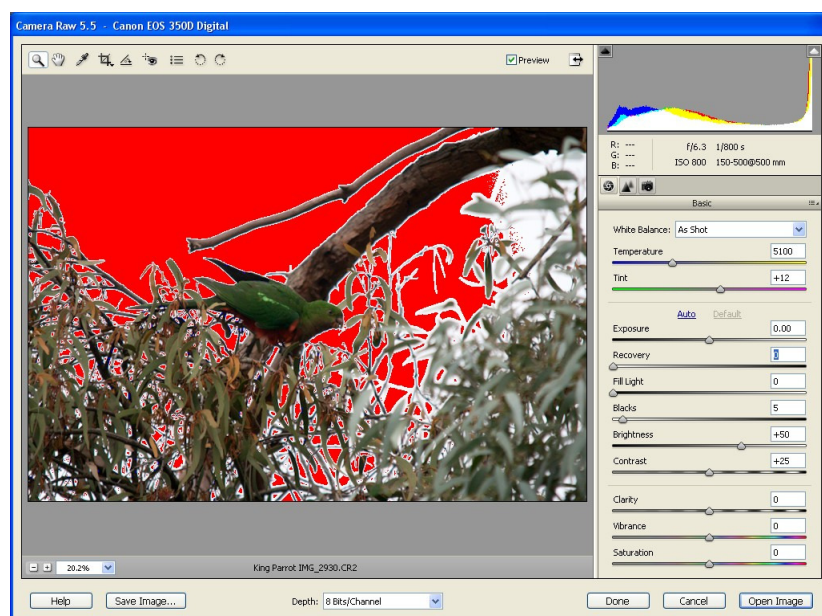 Camera Raw 5.5 - Canon EOS 350D Digital
Preview
R: ---
G: ---
B: ---
f/6.3 1/800 s
ISO 800 150-500@500 mm
Basic
White Balance: As Shot
Temperature 5100
Tint +12
Auto Default
Exposure 0.00
Recovery 0
Fill Light 0
Blacks 5
Brightness +50
Contrast +25
Clarity 0
Vibrance 0
Saturation 0
20.2% King Parrot IMG_2930.CR2
Help Save Image... Depth: 8 Bits/Channel Done Cancel Open Image